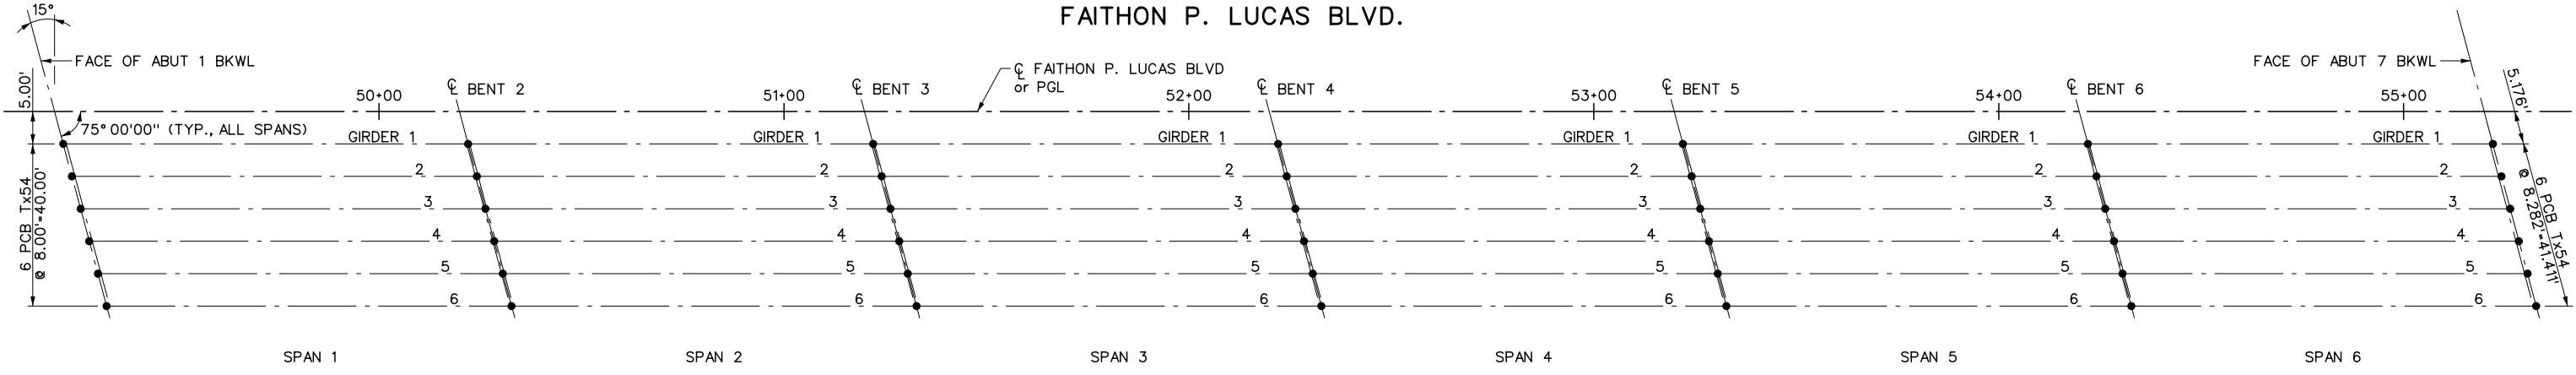 FAITHON P. LUCAS BLVD.
15°
FACE OF ABUT 1 BKWL
FACE OF ABUT 7 BKWL
℄ FAITHON P. LUCAS BLVD
or PGL
℄ BENT 2
℄ BENT 3
℄ BENT 4
℄ BENT 5
℄ BENT 6
50+00
51+00
52+00
53+00
54+00
55+00
5.00'
5.176'
75°00'00" (TYP., ALL SPANS)
GIRDER 1
GIRDER 1
GIRDER 1
GIRDER 1
GIRDER 1
GIRDER 1
2
2
2
2
2
2
3
3
3
3
3
3
4
4
4
4
4
4
5
5
5
5
5
5
6
6
6
6
6
6
6 PCB Tx54
@ 8.00'=40.00'
6 PCB Tx54
@ 8.282'=41.411'
SPAN 1
SPAN 2
SPAN 3
SPAN 4
SPAN 5
SPAN 6